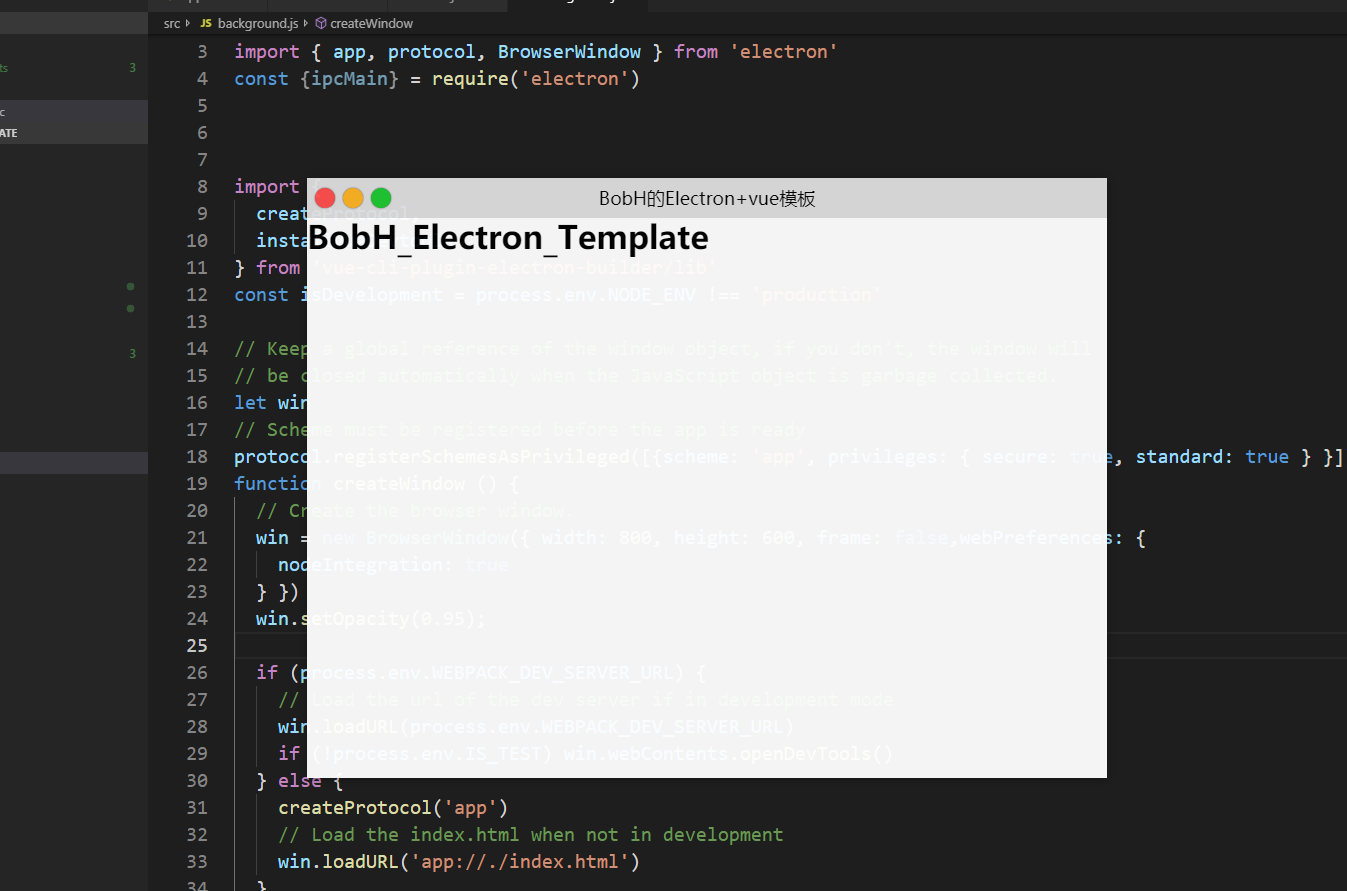 src JS background.js createWindow
ts 3
3 import { app, protocol, BrowserWindow } from 'electron'
4 const {ipcMain} = require('electron')
c
5
ATE
6
7
8 import {
BobH的Electron+vue模板
9 createProtocol,
BobH_Electron_Template
10 insta
11 } from 'vue-cli-plugin-electron-builder/lib'
12 const isDevelopment = process.env.NODE_ENV !== 'production'
13
14 // Keep a global reference of the window object, if you don't, the window will
3
15 // be closed automatically when the JavaScript object is garbage collected.
16 let win
17 // Scheme must be registered before the app is ready
18 protocol.registerSchemesAsPrivileged([{scheme: 'app', privileges: { secure: true, standard: true } }]
19 function createWindow () {
20 // Create the browser window.
21 win = new BrowserWindow({ width: 800, height: 600, frame: false,webPreferences: {
22 nodeIntegration: true
23 } })
24 win.setOpacity(0.95);
25
26 if (process.env.WEBPACK_DEV_SERVER_URL) {
27 // Load the url of the dev server if in development mode
28 win.loadURL(process.env.WEBPACK_DEV_SERVER_URL)
29 if (!process.env.IS_TEST) win.webContents.openDevTools()
30 } else {
31 createProtocol('app')
32 // Load the index.html when not in development
33 win.loadURL('app://./index.html')
34 }